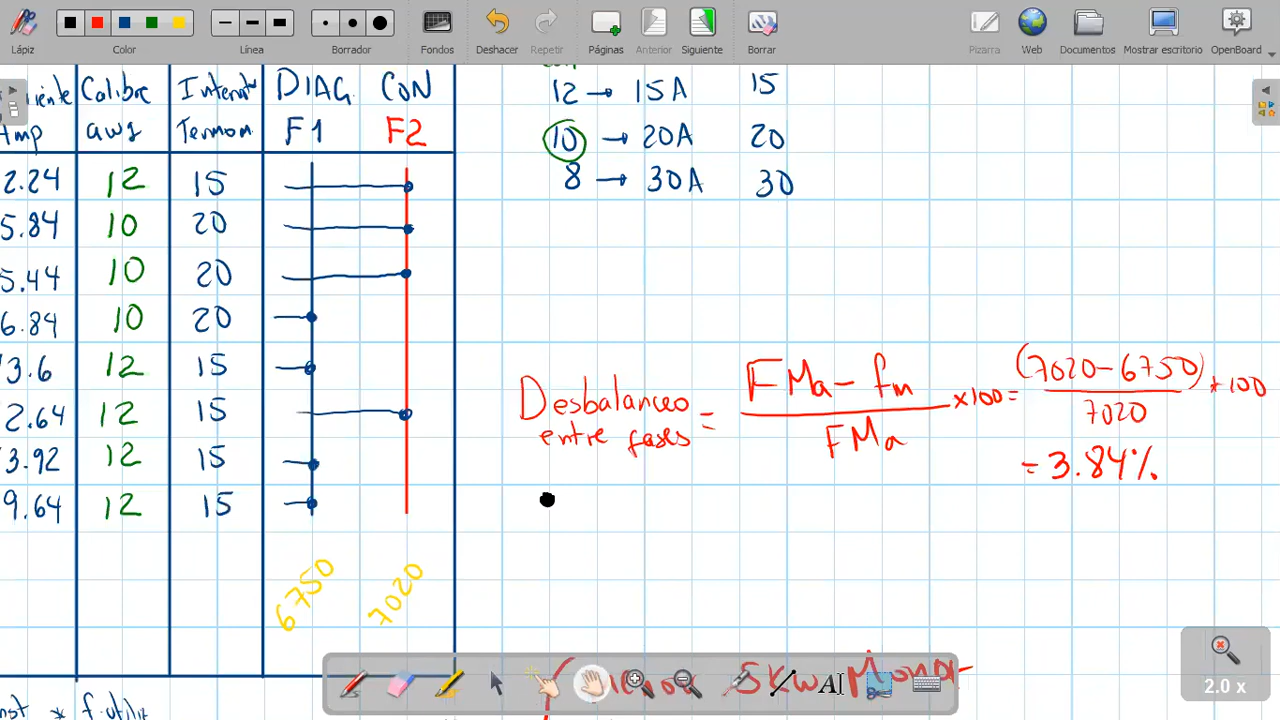 Lápiz Color Línea Borrador Fondos Deshacer Repetir Páginas Anterior Siguiente Borrar Pizarra Web Documentos Mostrar escritorio OpenBoard
Calibre DIAG CON
Amp awg Termom F1 F2
2.24 12 15
5.84 10 20
5.44 10 20
6.84 10 20
13.6 12 15
2.64 12 15
3.92 12 15
9.64 12 15
6750 7020
12 → 15A 15
10 → 20A 20
8 → 30A 30
Desbalanceo entre fases = FMa - fm / FMa x100 = (7020-6750) / 7020 * 100
= 3.84%
5KW
2.0 x